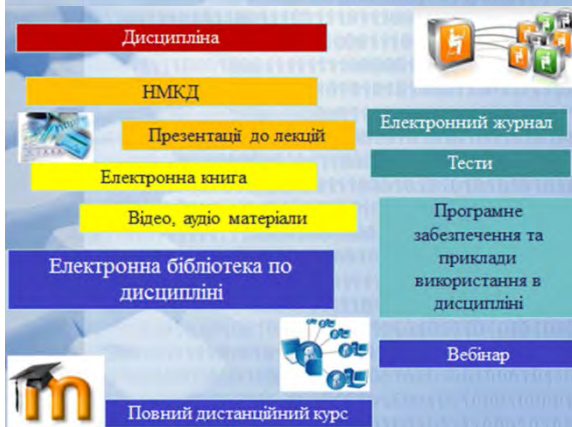 Дисципліна
НМКД
Презентації до лекцій
Електронний журнал
Електронна книга
Тести
Відео, аудіо матеріали
Програмне
забезпечення та
приклади
використання в
дисципліні
Електронна бібліотека по
дисципліні
Вебінар
Повний дистанційний курс